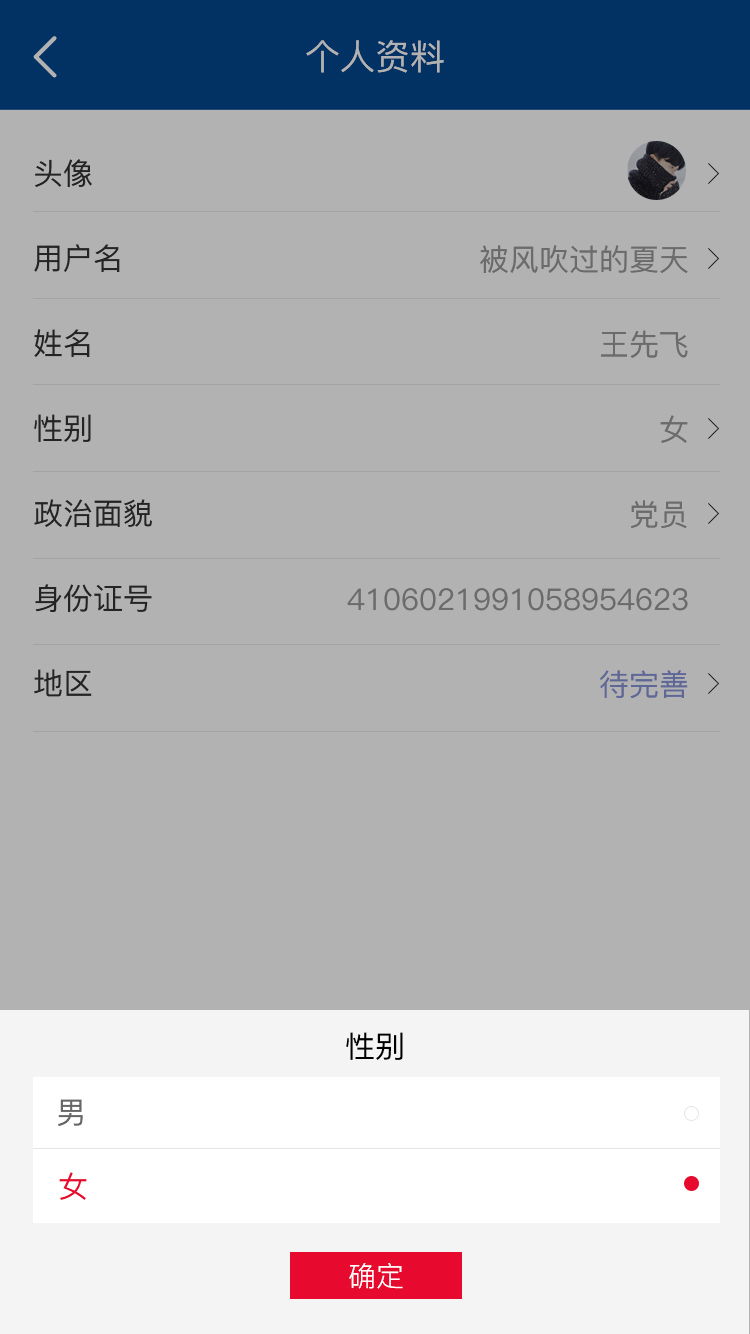 个人资料
头像
用户名 被风吹过的夏天
姓名 王先飞
性别 女
政治面貌 党员
身份证号 4106021991058954623
地区 待完善
性别
男
女
确定